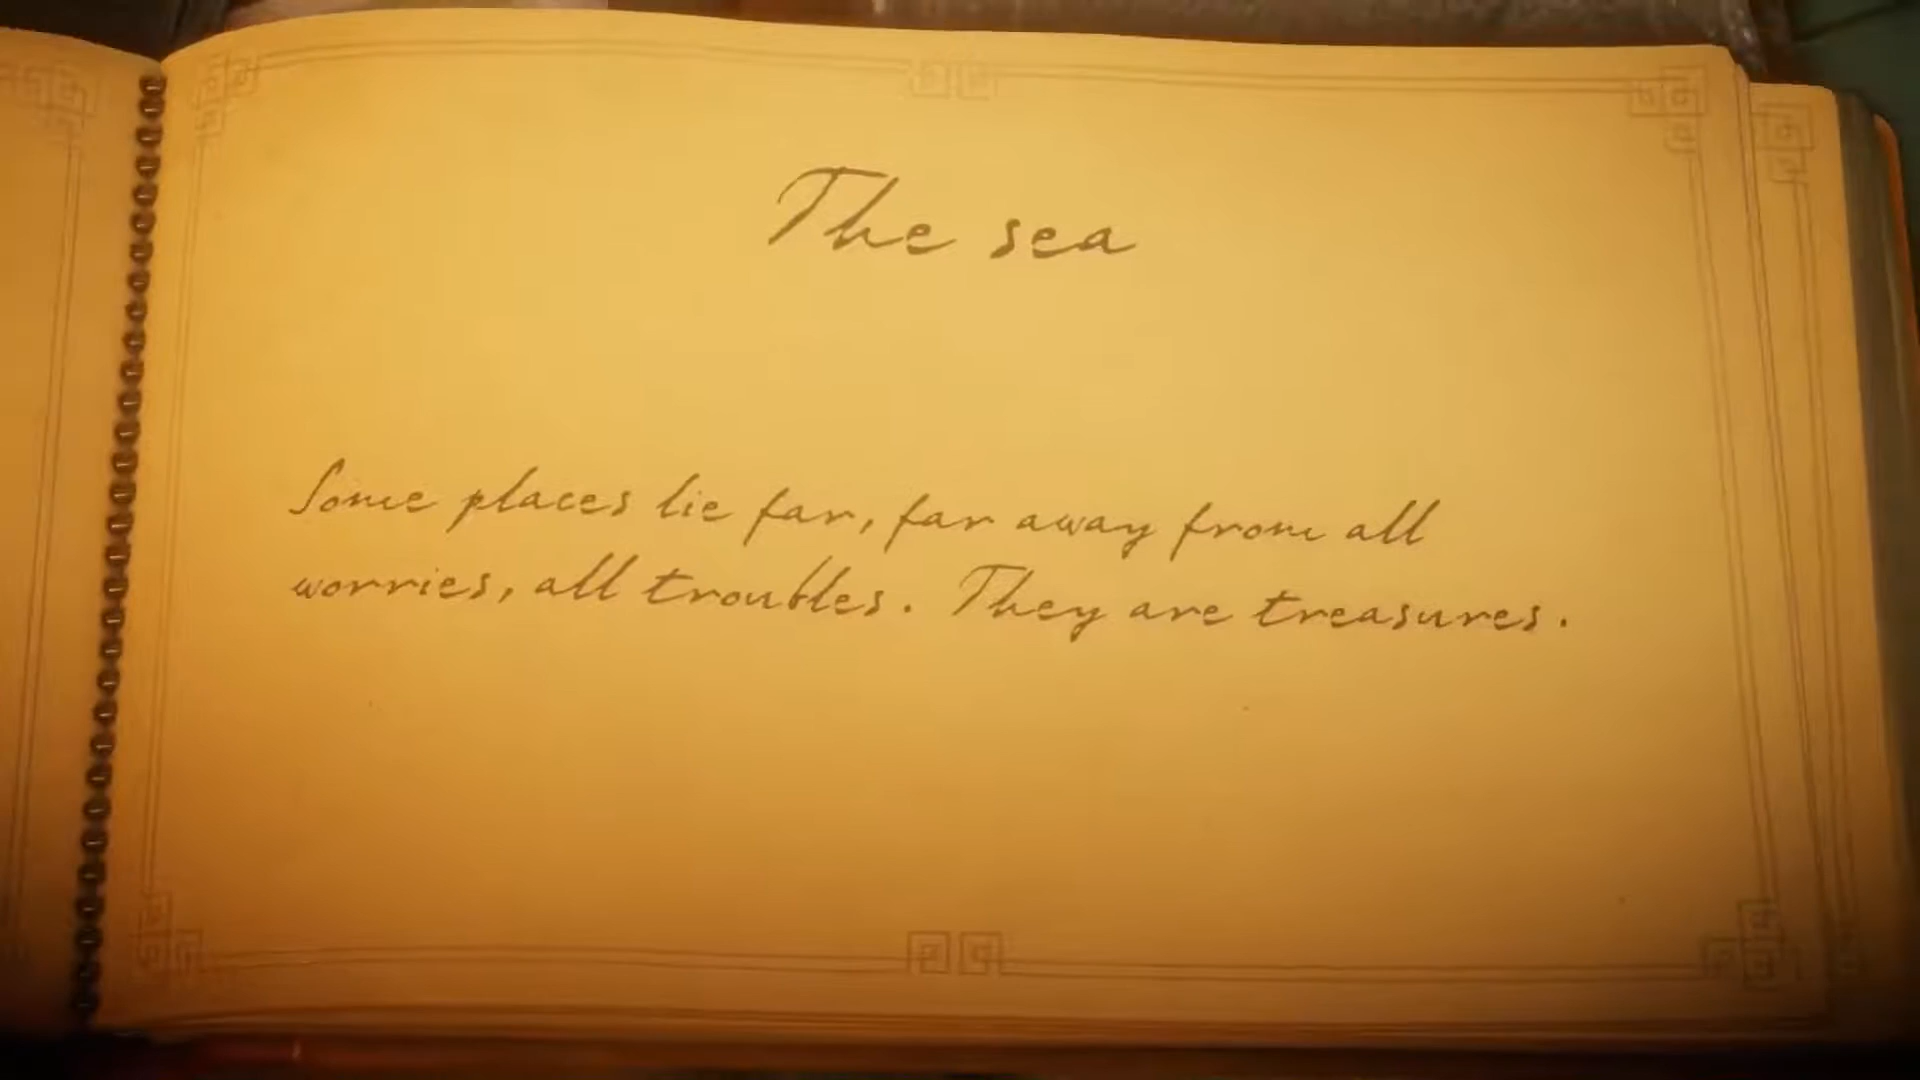 The sea
Some places lie far, far away from all
worries, all troubles. They are treasures.